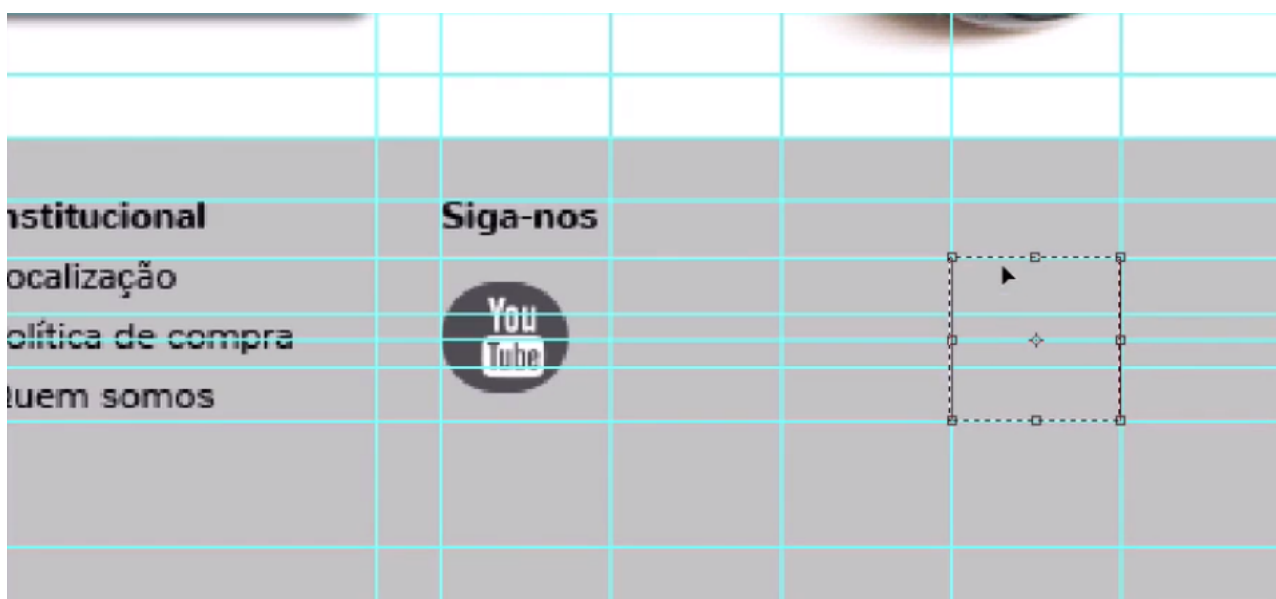 nstitucional
ocalização
olítica de compra
uem somos
Siga-nos
You
Tube